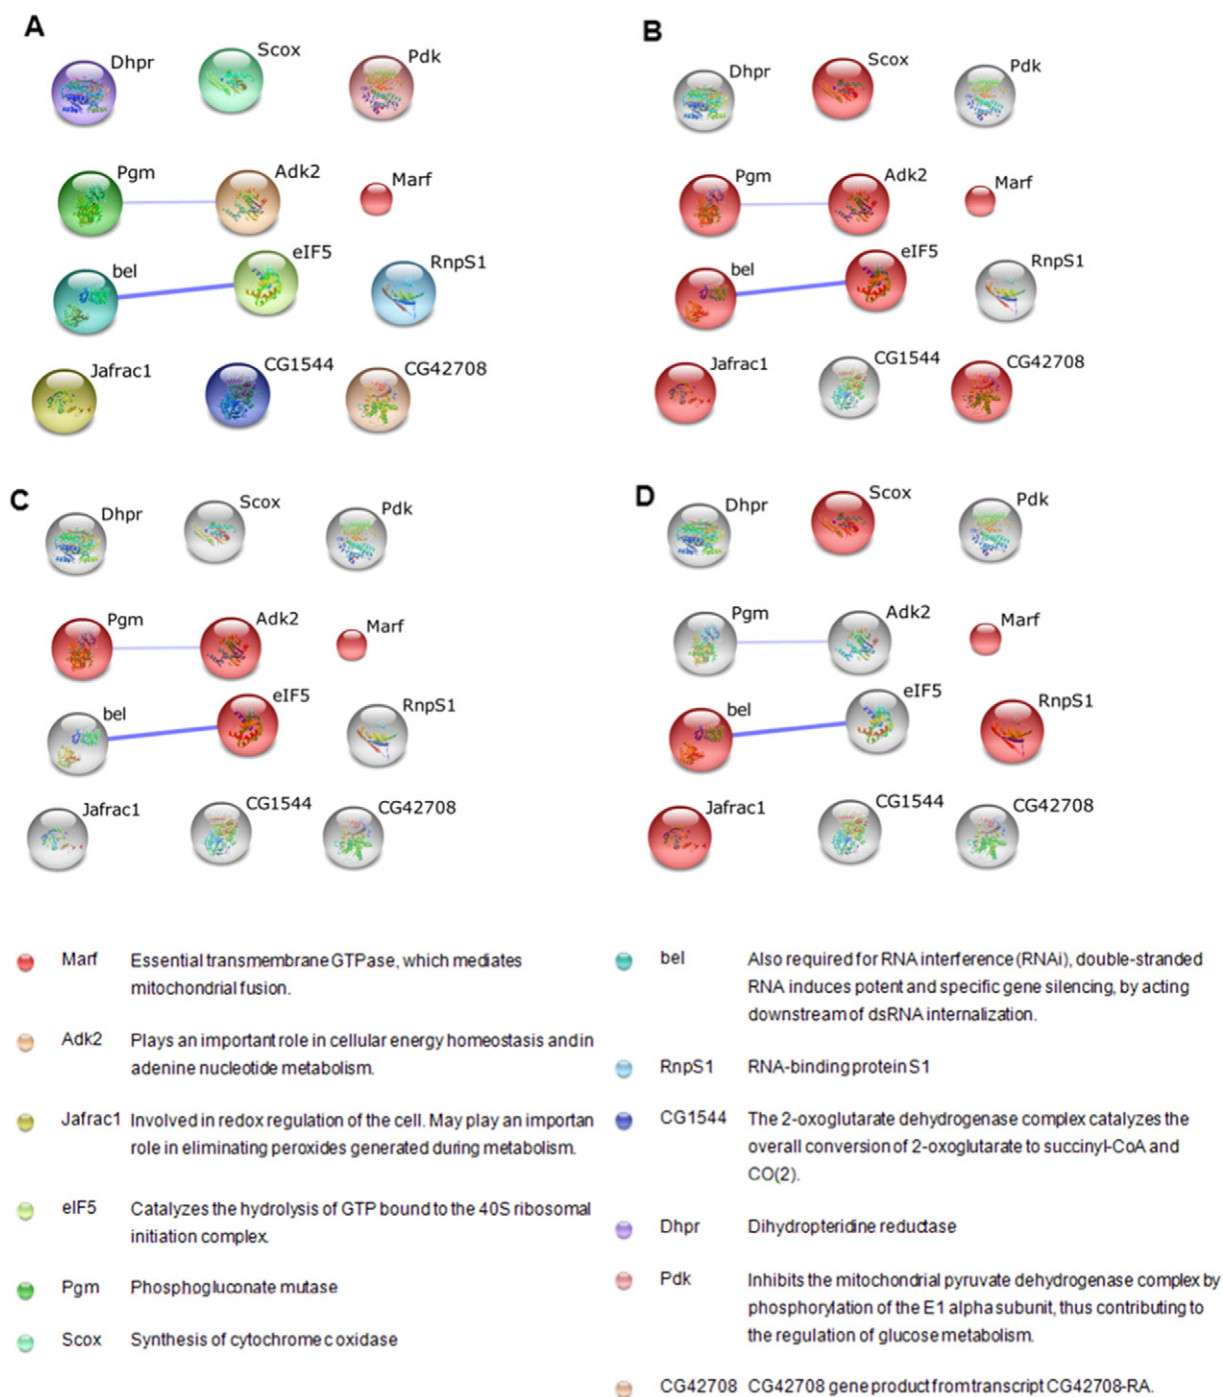 A
Dhpr
Scox
Pdk
Pgm
Adk2
Marf
bel
eIF5
RnpS1
Jafrac1
CG1544
CG42708
B
Dhpr
Scox
Pdk
Pgm
Adk2
Marf
bel
eIF5
RnpS1
Jafrac1
CG1544
CG42708
C
Dhpr
Scox
Pdk
Pgm
Adk2
Marf
bel
eIF5
RnpS1
Jafrac1
CG1544
CG42708
D
Dhpr
Scox
Pdk
Pgm
Adk2
Marf
bel
eIF5
RnpS1
Jafrac1
CG1544
CG42708
Marf Essential transmembrane GTPase, which mediates
mitochondrial fusion.
Adk2 Plays an important role in cellular energy homeostasis and in
adenine nucleotide metabolism.
Jafrac1 Involved in redox regulation of the cell. May play an importan
role in eliminating peroxides generated during metabolism.
eIF5 Catalyzes the hydrolysis of GTP bound to the 40S ribosomal
initiation complex.
Pgm Phosphogluconate mutase
Scox Synthesis of cytochrome c oxidase
bel Also required for RNA interference (RNAi), double-stranded
RNA induces potent and specific gene silencing, by acting
downstream of dsRNA internalization.
RnpS1 RNA-binding protein S1
CG1544 The 2-oxoglutarate dehydrogenase complex catalyzes the
overall conversion of 2-oxoglutarate to succinyl-CoA and
CO(2).
Dhpr Dihydropteridine reductase
Pdk Inhibits the mitochondrial pyruvate dehydrogenase complex by
phosphorylation of the E1 alpha subunit, thus contributing to
the regulation of glucose metabolism.
CG42708 CG42708 gene product from transcript CG42708-RA.